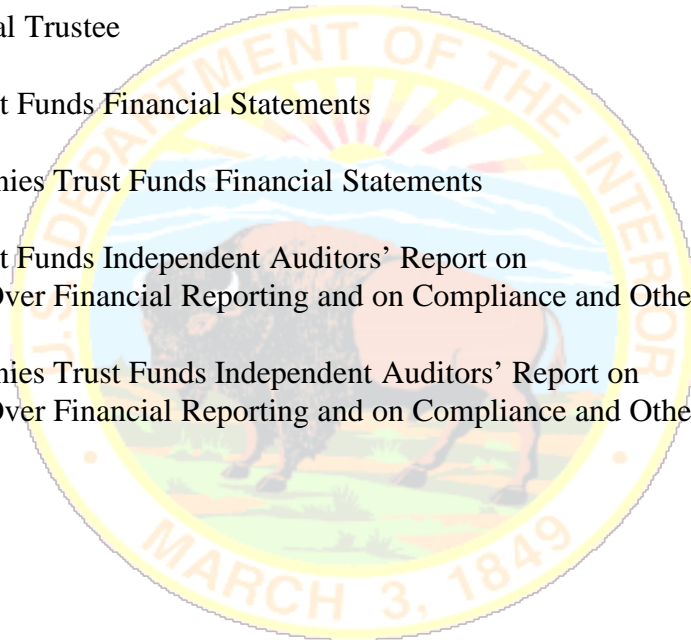 al Trustee
t Funds Financial Statements
nies Trust Funds Financial Statements
t Funds Independent Auditors’ Report on
Over Financial Reporting and on Compliance and Othe
nies Trust Funds Independent Auditors’ Report on
Over Financial Reporting and on Compliance and Othe
U.S. DEPARTMENT OF THE INTERIOR
MARCH 3, 1849